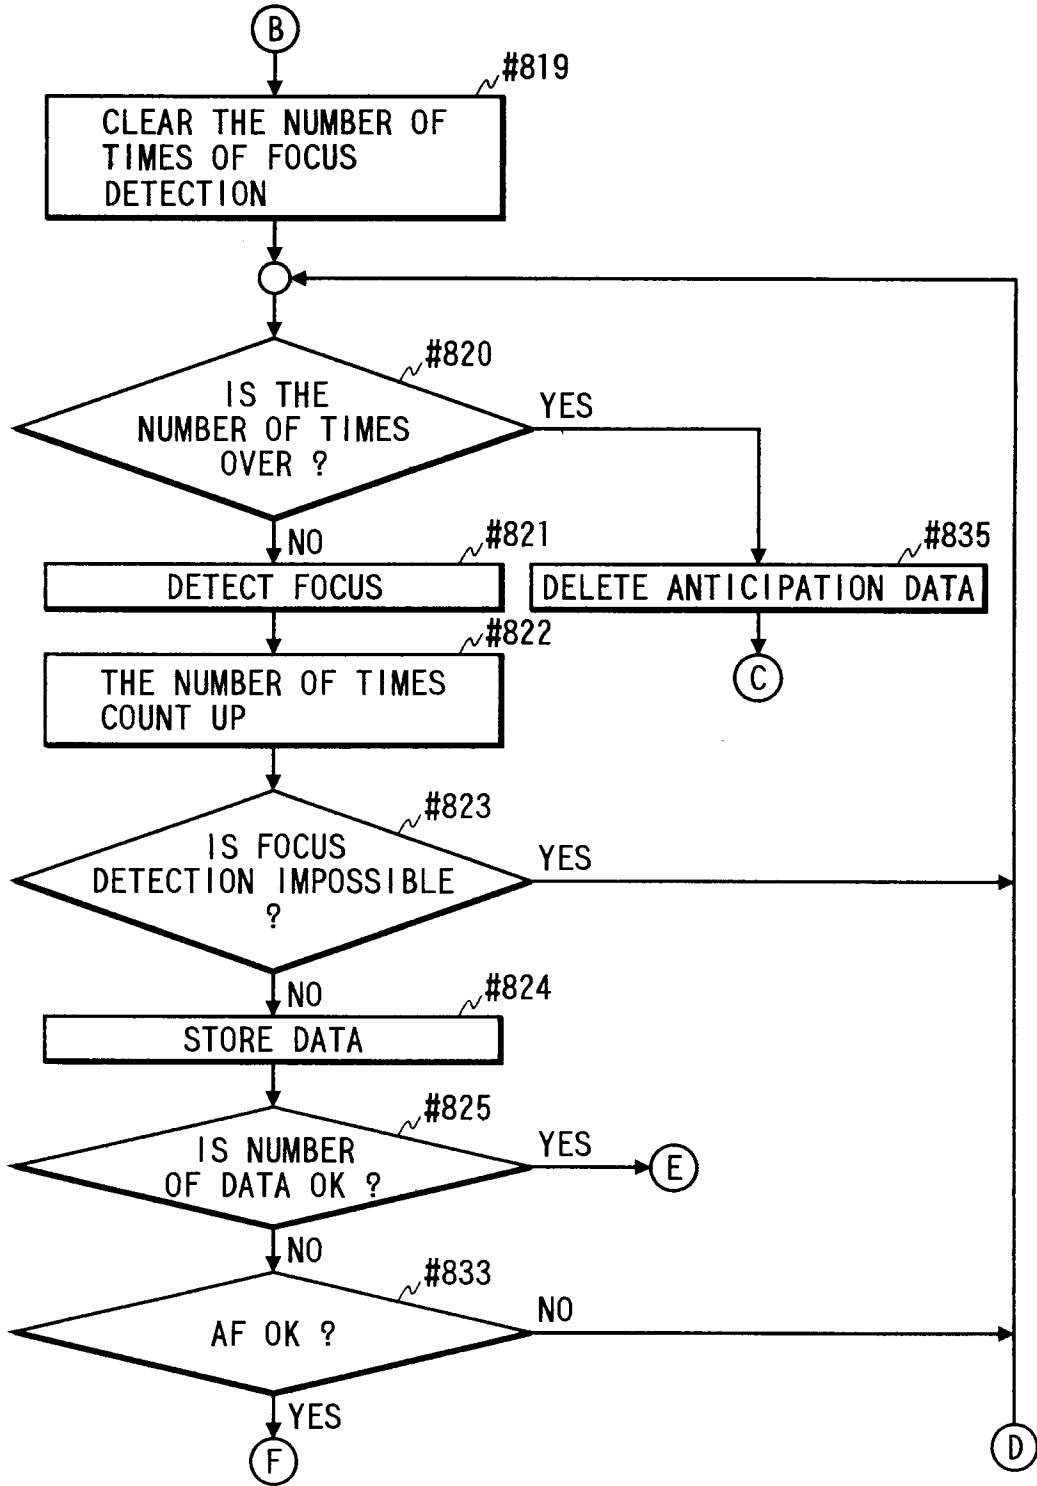 B
#819
CLEAR THE NUMBER OF
TIMES OF FOCUS
DETECTION
#820
IS THE
NUMBER OF TIMES
OVER ?
YES
NO
#821
DETECT FOCUS
#835
DELETE ANTICIPATION DATA
C
#822
THE NUMBER OF TIMES
COUNT UP
#823
IS FOCUS
DETECTION IMPOSSIBLE
?
YES
NO
#824
STORE DATA
#825
IS NUMBER
OF DATA OK ?
YES
E
NO
#833
AF OK ?
NO
YES
F
D